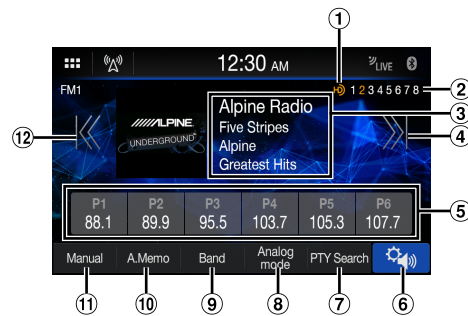 1
12:30 AM
LIVE
FM1
HD 1 2 3 4 5 6 7 8
2
Alpine Radio
3
ALPINE
UNDERGROUND
Five Stripes
Alpine
Greatest Hits
12
4
P1 P2 P3 P4 P5 P6
88.1 89.9 95.5 103.7 105.3 107.7
5
Manual A.Memo Band Analog mode PTY Search
11 10 9 8 7 6